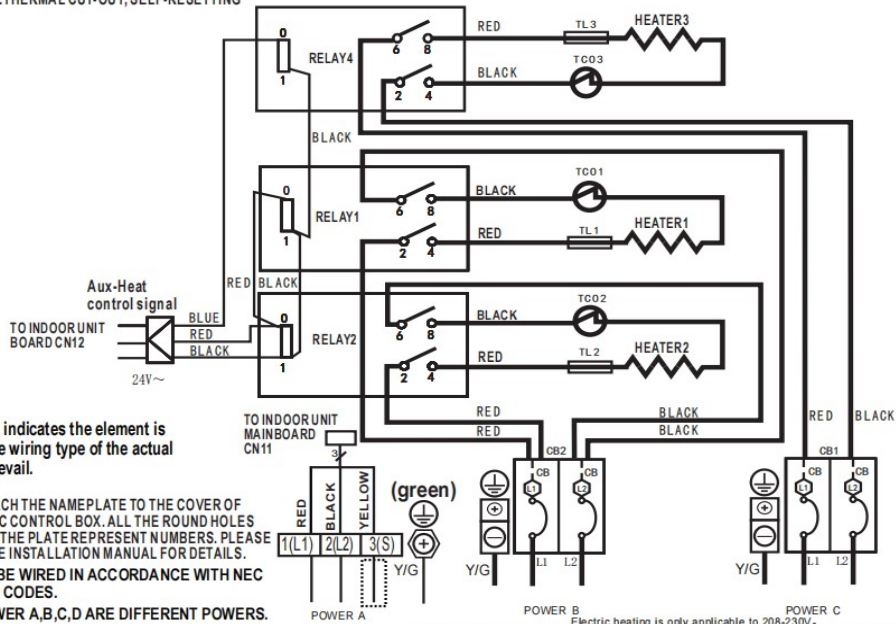 THERMAL CUT-OUT, SELF-RESETTING
0
1
RELAY4
6
8
2
4
RED
TL3
HEATER3
BLACK
TCO3
BLACK
0
1
RELAY1
6
8
2
4
BLACK
TCO1
RED
TL1
HEATER1
RED
BLACK
0
1
RELAY2
6
8
2
4
BLACK
TCO2
RED
TL2
HEATER2
Aux-Heat
control signal
TO INDOOR UNIT
BOARD CN12
BLUE
RED
BLACK
24V~
RED
BLACK
RED
BLACK
RED
BLACK
indicates the element is
wiring type of the actual
TO INDOOR UNIT
MAINBOARD
CN11
3
RED
BLACK
YELLOW
(green)
1(L1)
2(L2)
3(S)
Y/G
POWER A
THE NAMEPLATE TO THE COVER OF
CONTROL BOX. ALL THE ROUND HOLES
THE PLATE REPRESENT NUMBERS. PLEASE
INSTALLATION MANUAL FOR DETAILS.
BE WIRED IN ACCORDANCE WITH NEC
CODES.
A,B,C,D ARE DIFFERENT POWERS.
CB2
CB
CB
L1
L2
L1
L2
Y/G
POWER B
CB1
CB
CB
L1
L2
L1
L2
Y/G
POWER C
Electric heating is only applicable to 208-230V~